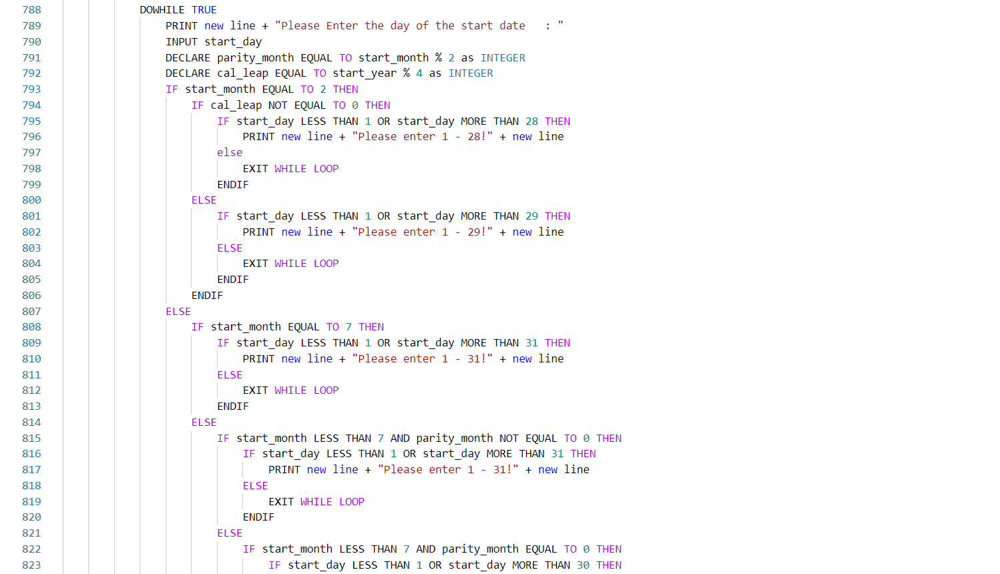 788 DOWHILE TRUE
789 PRINT new line + "Please Enter the day of the start date   : "
790 INPUT start_day
791 DECLARE parity_month EQUAL TO start_month % 2 as INTEGER
792 DECLARE cal_leap EQUAL TO start_year % 4 as INTEGER
793 IF start_month EQUAL TO 2 THEN
794 IF cal_leap NOT EQUAL TO 0 THEN
795 IF start_day LESS THAN 1 OR start_day MORE THAN 28 THEN
796 PRINT new line + "Please enter 1 - 28!" + new line
797 else
798 EXIT WHILE LOOP
799 ENDIF
800 ELSE
801 IF start_day LESS THAN 1 OR start_day MORE THAN 29 THEN
802 PRINT new line + "Please enter 1 - 29!" + new line
803 ELSE
804 EXIT WHILE LOOP
805 ENDIF
806 ENDIF
807 ELSE
808 IF start_month EQUAL TO 7 THEN
809 IF start_day LESS THAN 1 OR start_day MORE THAN 31 THEN
810 PRINT new line + "Please enter 1 - 31!" + new line
811 ELSE
812 EXIT WHILE LOOP
813 ENDIF
814 ELSE
815 IF start_month LESS THAN 7 AND parity_month NOT EQUAL TO 0 THEN
816 IF start_day LESS THAN 1 OR start_day MORE THAN 31 THEN
817 PRINT new line + "Please enter 1 - 31!" + new line
818 ELSE
819 EXIT WHILE LOOP
820 ENDIF
821 ELSE
822 IF start_month LESS THAN 7 AND parity_month EQUAL TO 0 THEN
823 IF start_day LESS THAN 1 OR start_day MORE THAN 30 THEN